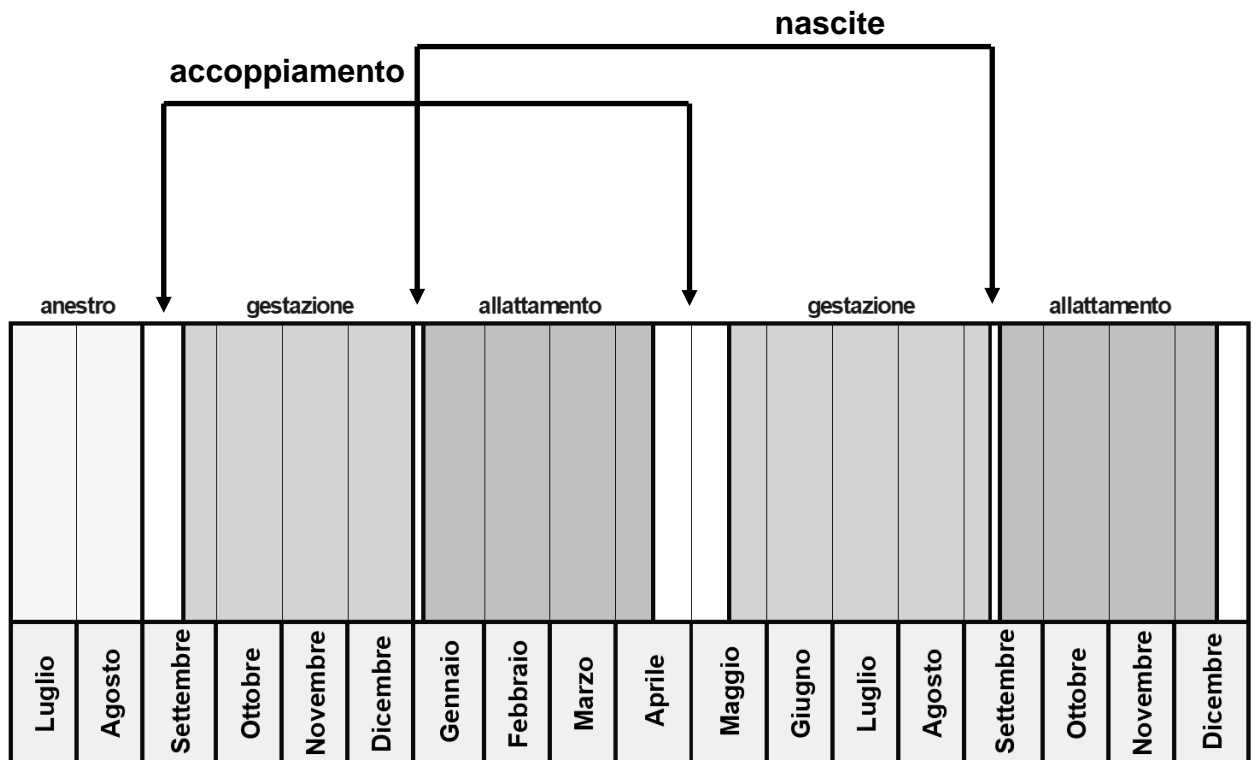 nascite
accoppiamento
anestro gestazione allattamento gestazione allattamento
Luglio Agosto Settembre Ottobre Novembre Dicembre Gennaio Febbraio Marzo Aprile Maggio Giugno Luglio Agosto Settembre Ottobre Novembre Dicembre